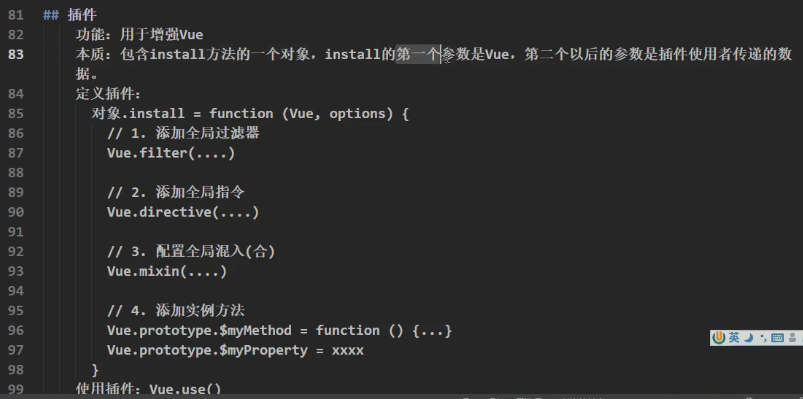 81 ## 插件
82 功能：用于增强Vue
83 本质：包含install方法的一个对象，install的第一个参数是Vue，第二个以后的参数是插件使用者传递的数
据。
84 定义插件：
85 对象.install = function (Vue, options) {
86 // 1. 添加全局过滤器
87 Vue.filter(....)
88
89 // 2. 添加全局指令
90 Vue.directive(....)
91
92 // 3. 配置全局混入(合)
93 Vue.mixin(....)
94
95 // 4. 添加实例方法
96 Vue.prototype.$myMethod = function () {...}
97 Vue.prototype.$myProperty = xxxx
98 }
99 使用插件：Vue.use()
英